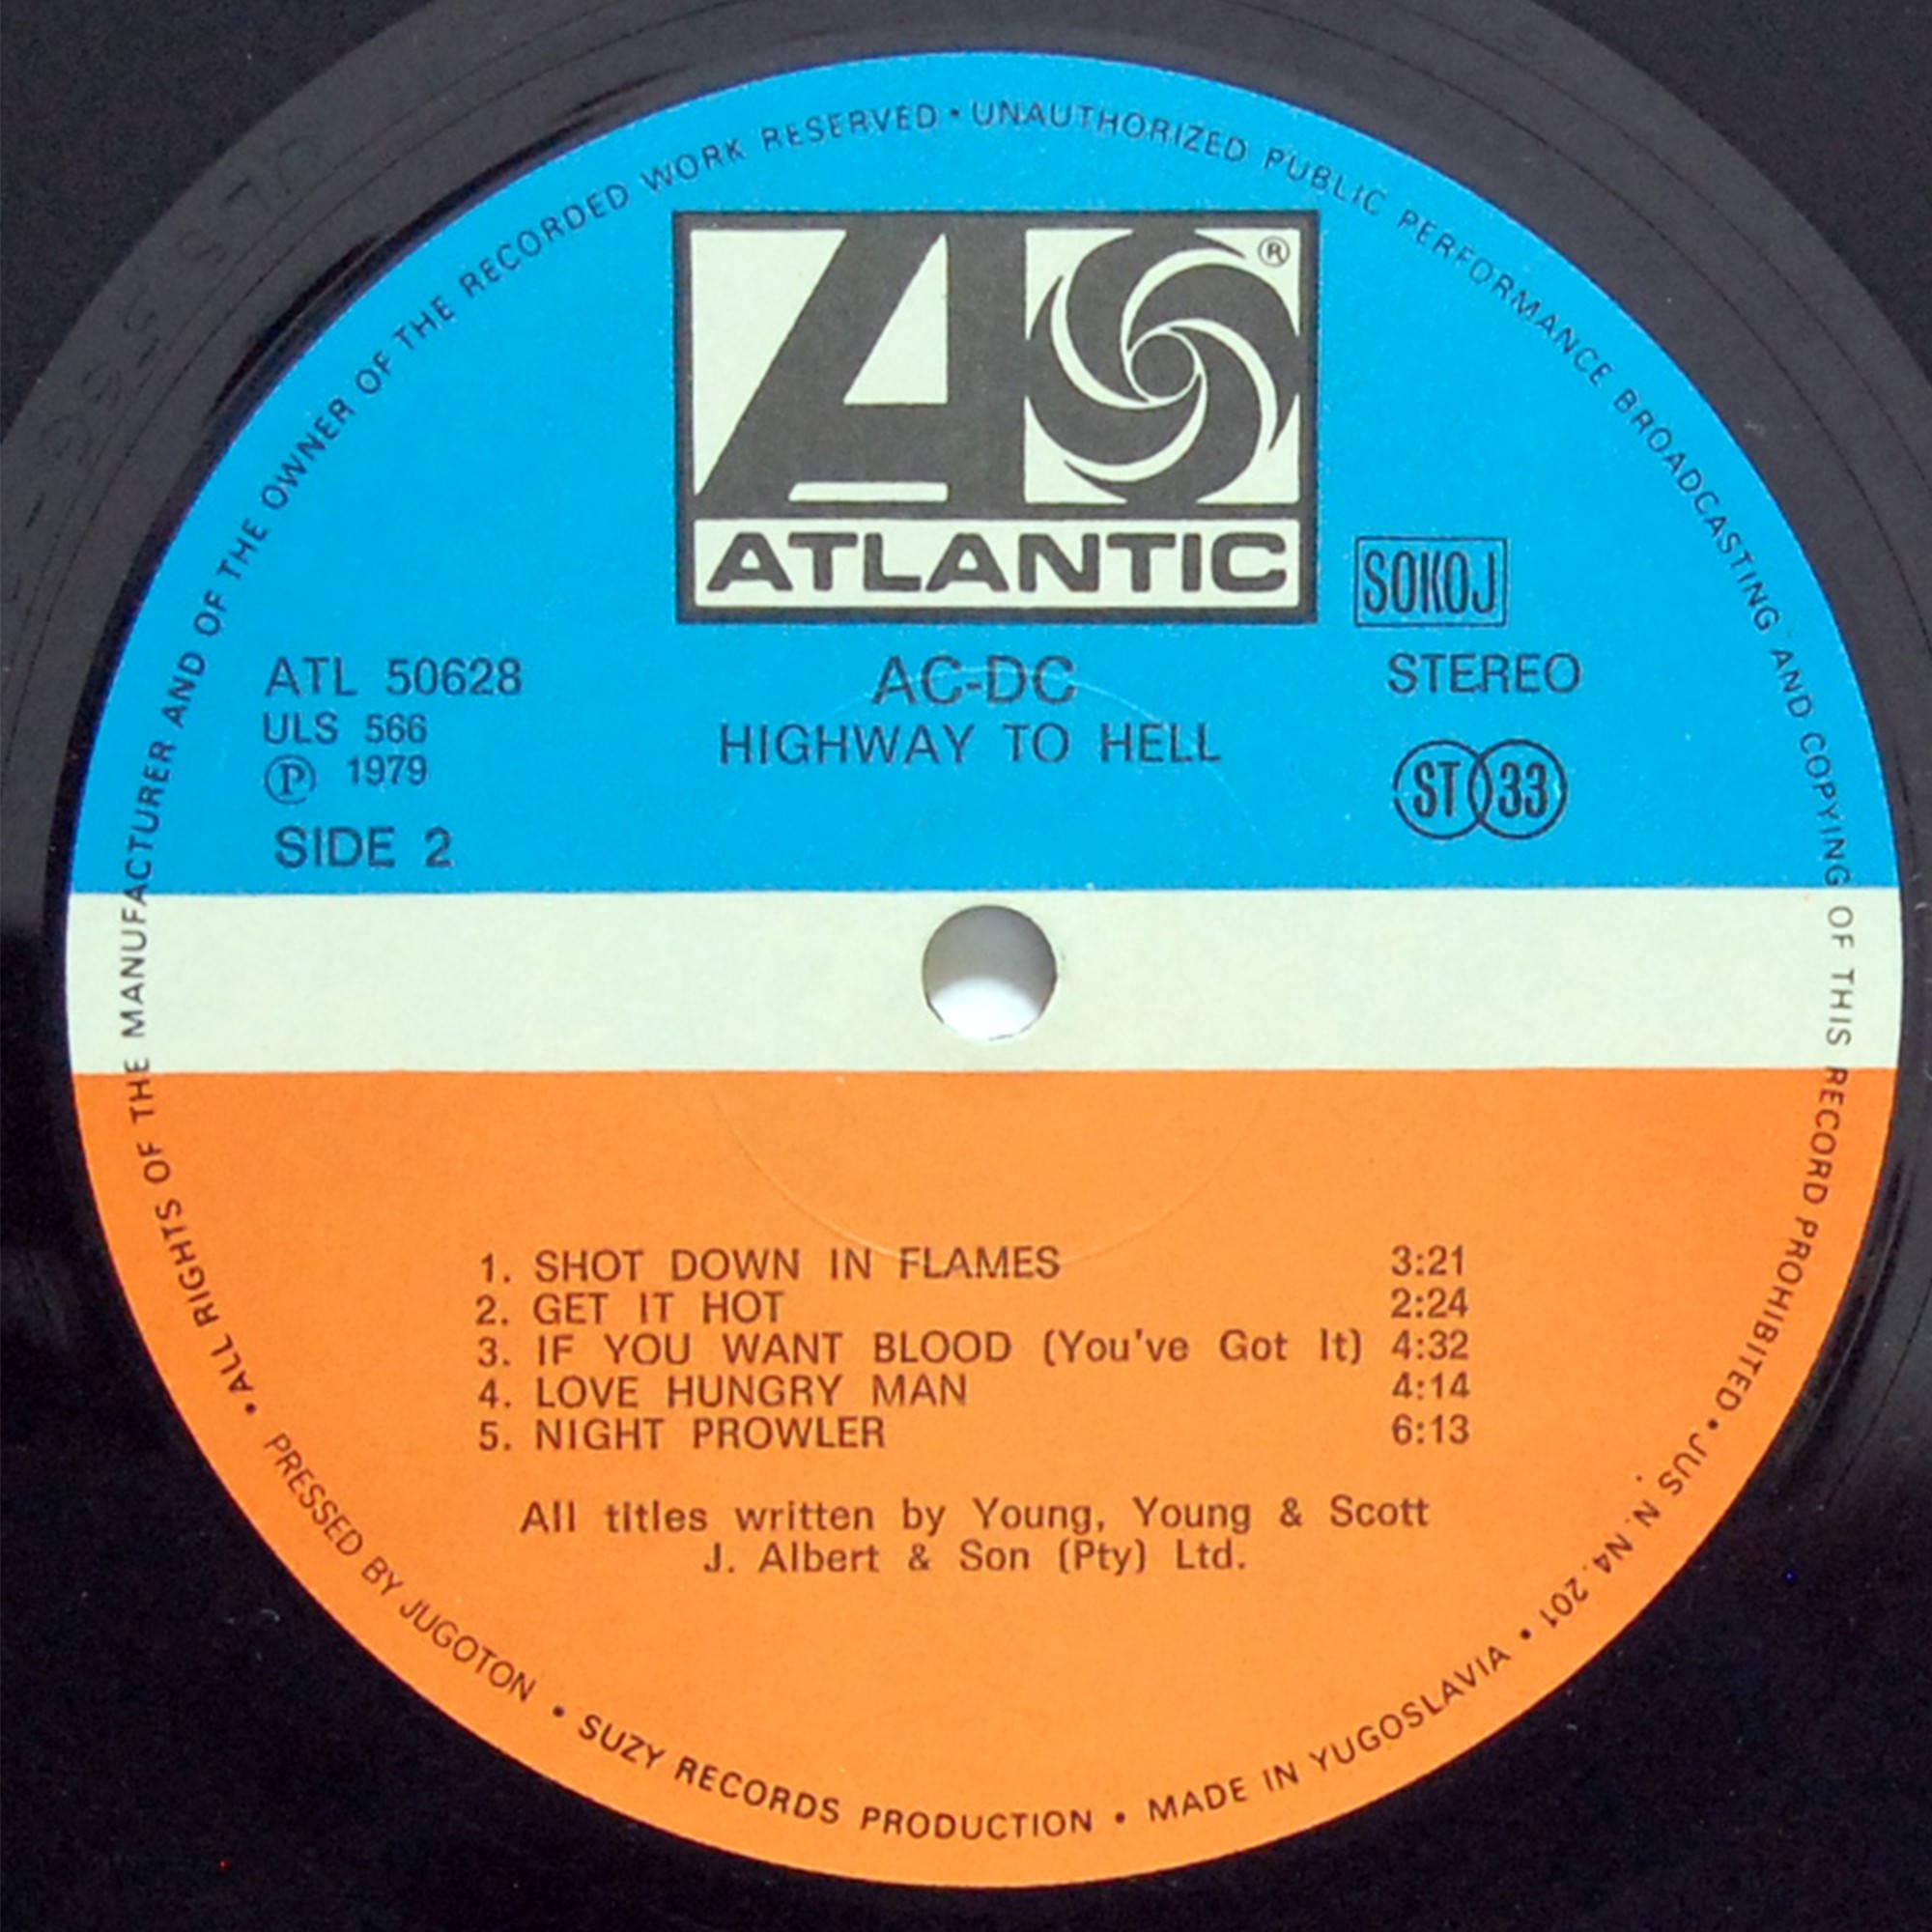 ALL RIGHTS OF THE MANUFACTURER AND OF THE OWNER OF THE RECORDED WORK RESERVED • UNAUTHORIZED PUBLIC PERFORMANCE BROADCASTING AND COPYING OF THIS RECORD PROHIBITED • JUS. N. N4. 201 •
®
ATLANTIC
SOKOJ
ATL 50628
ULS 566
Ⓟ 1979
SIDE 2
AC-DC
HIGHWAY TO HELL
STEREO
ST 33
1. SHOT DOWN IN FLAMES 3:21
2. GET IT HOT 2:24
3. IF YOU WANT BLOOD (You've Got It) 4:32
4. LOVE HUNGRY MAN 4:14
5. NIGHT PROWLER 6:13
All titles written by Young, Young & Scott
J. Albert & Son (Pty) Ltd.
• PRESSED BY JUGOTON • SUZY RECORDS PRODUCTION • MADE IN YUGOSLAVIA